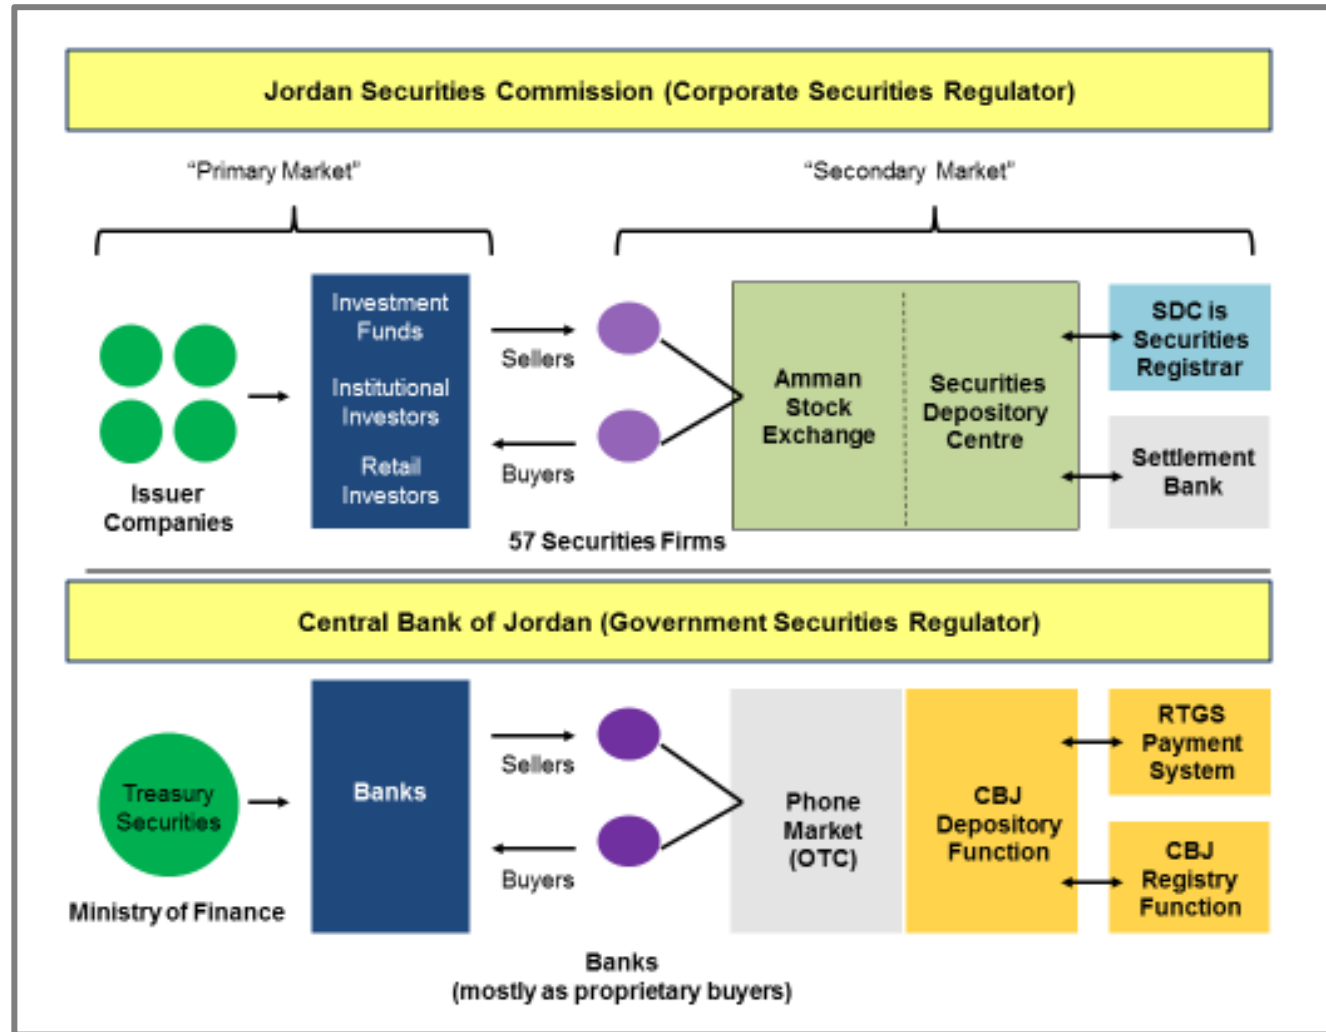 Jordan Securities Commission (Corporate Securities Regulator)
“Primary Market”
“Secondary Market”
Issuer
Companies
Investment
Funds
Institutional
Investors
Retail
Investors
Sellers
Buyers
57 Securities Firms
Amman
Stock
Exchange
Securities
Depository
Centre
SDC is
Securities
Registrar
Settlement
Bank
Central Bank of Jordan (Government Securities Regulator)
Treasury
Securities
Ministry of Finance
Banks
Sellers
Buyers
Banks
(mostly as proprietary buyers)
Phone
Market
(OTC)
CBJ
Depository
Function
RTGS
Payment
System
CBJ
Registry
Function